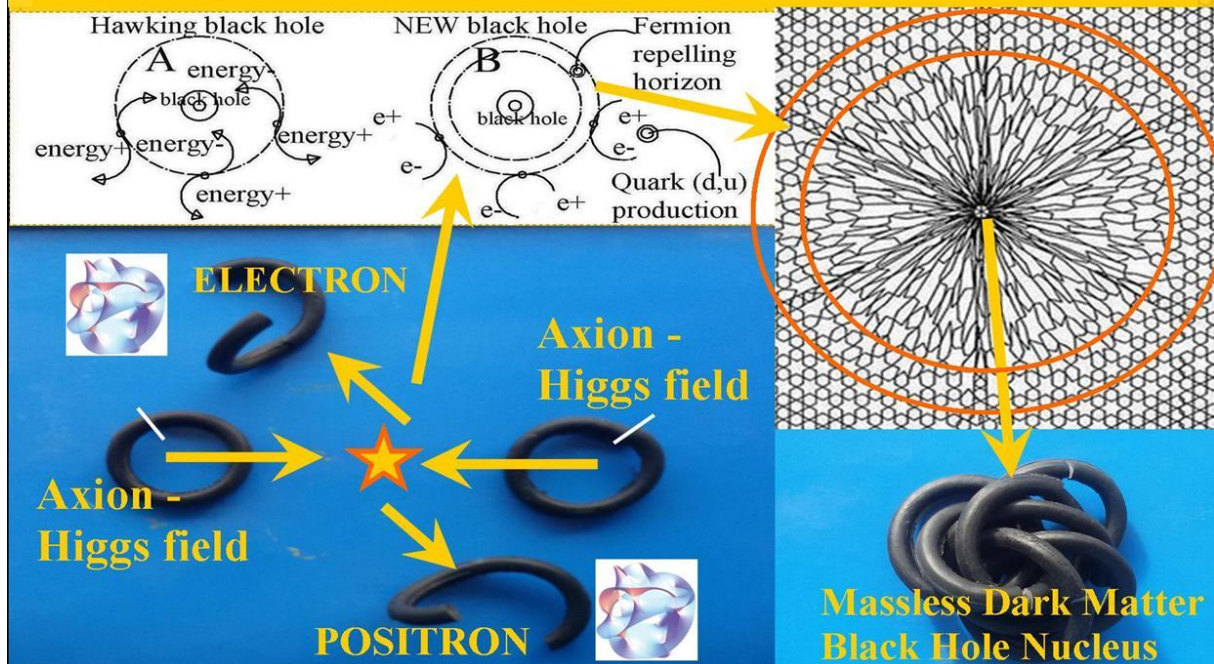 Hawking black hole
A
energy-
black hole
energy+
energy-
energy+
energy+
NEW black hole
B
black hole
e+
e-
e-
e+
e+
e-
Fermion
repelling
horizon
Quark (d,u)
production
ELECTRON
Axion -
Higgs field
Axion -
Higgs field
POSITRON
Massless Dark Matter
Black Hole Nucleus